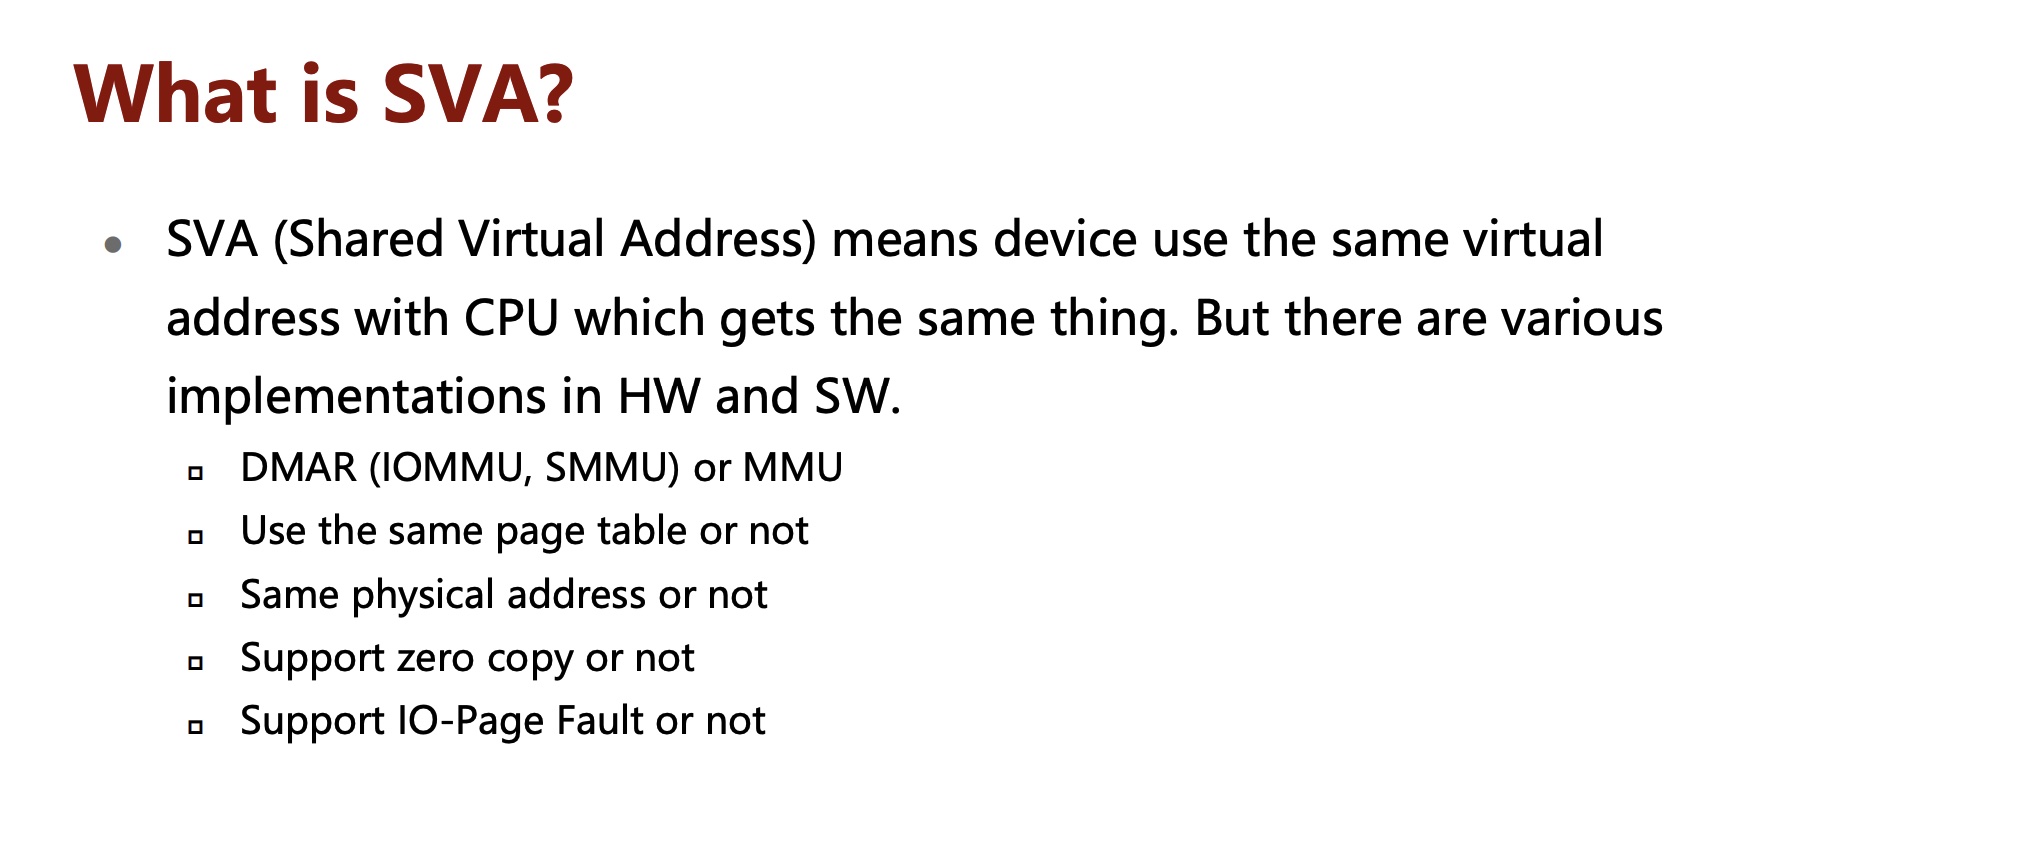 What is SVA?
SVA (Shared Virtual Address) means device use the same virtual
address with CPU which gets the same thing. But there are various
implementations in HW and SW.
DMAR (IOMMU, SMMU) or MMU
Use the same page table or not
Same physical address or not
Support zero copy or not
Support IO-Page Fault or not